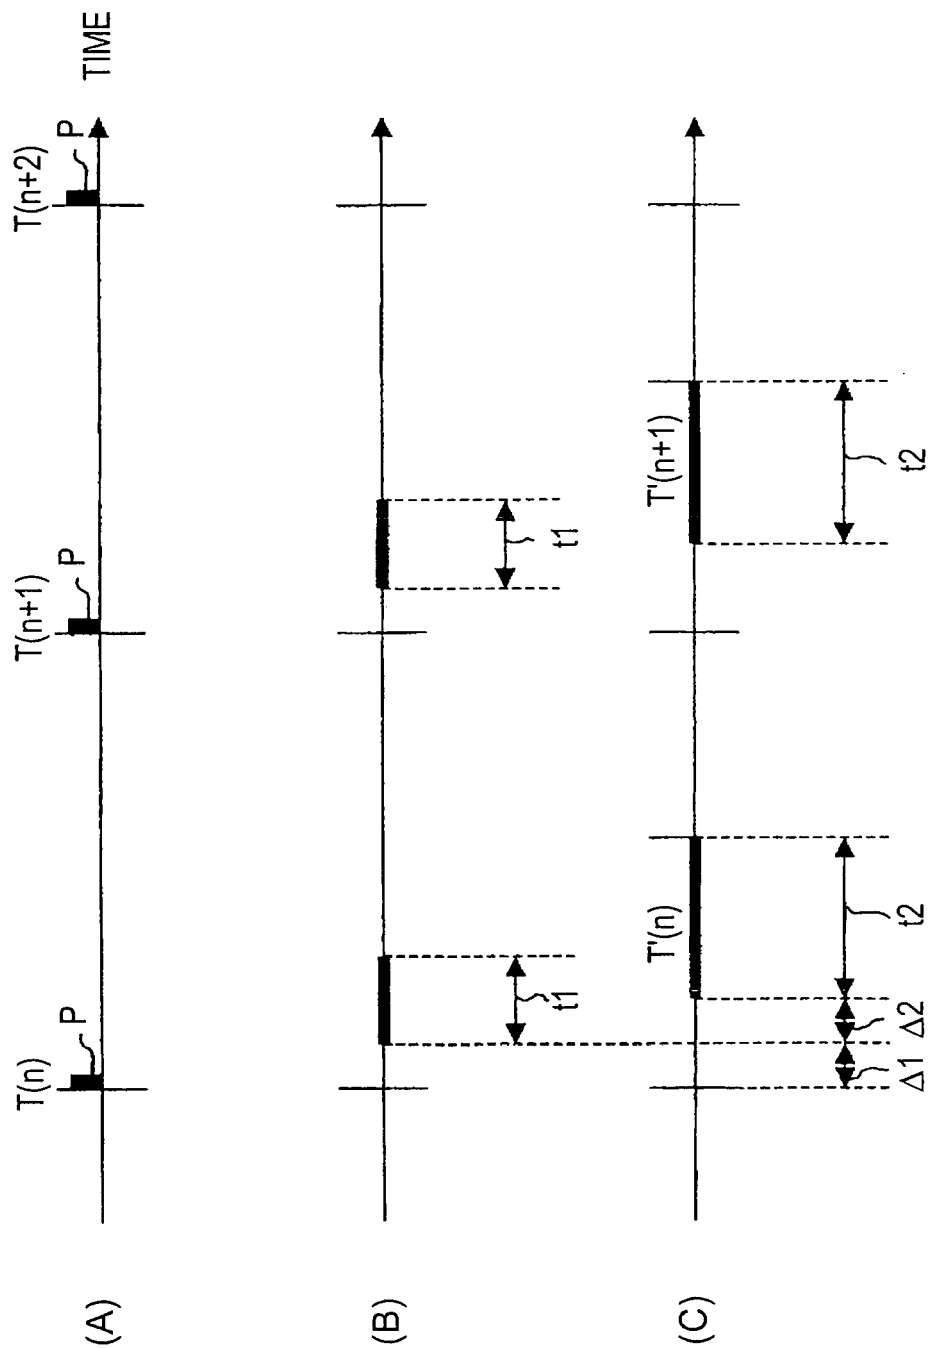 T(n) T(n+1) T(n+2)
P P P TIME
(A)
(B)
t1 t1
(C)
T'(n) T'(n+1)
Δ1 Δ2 t2 t2